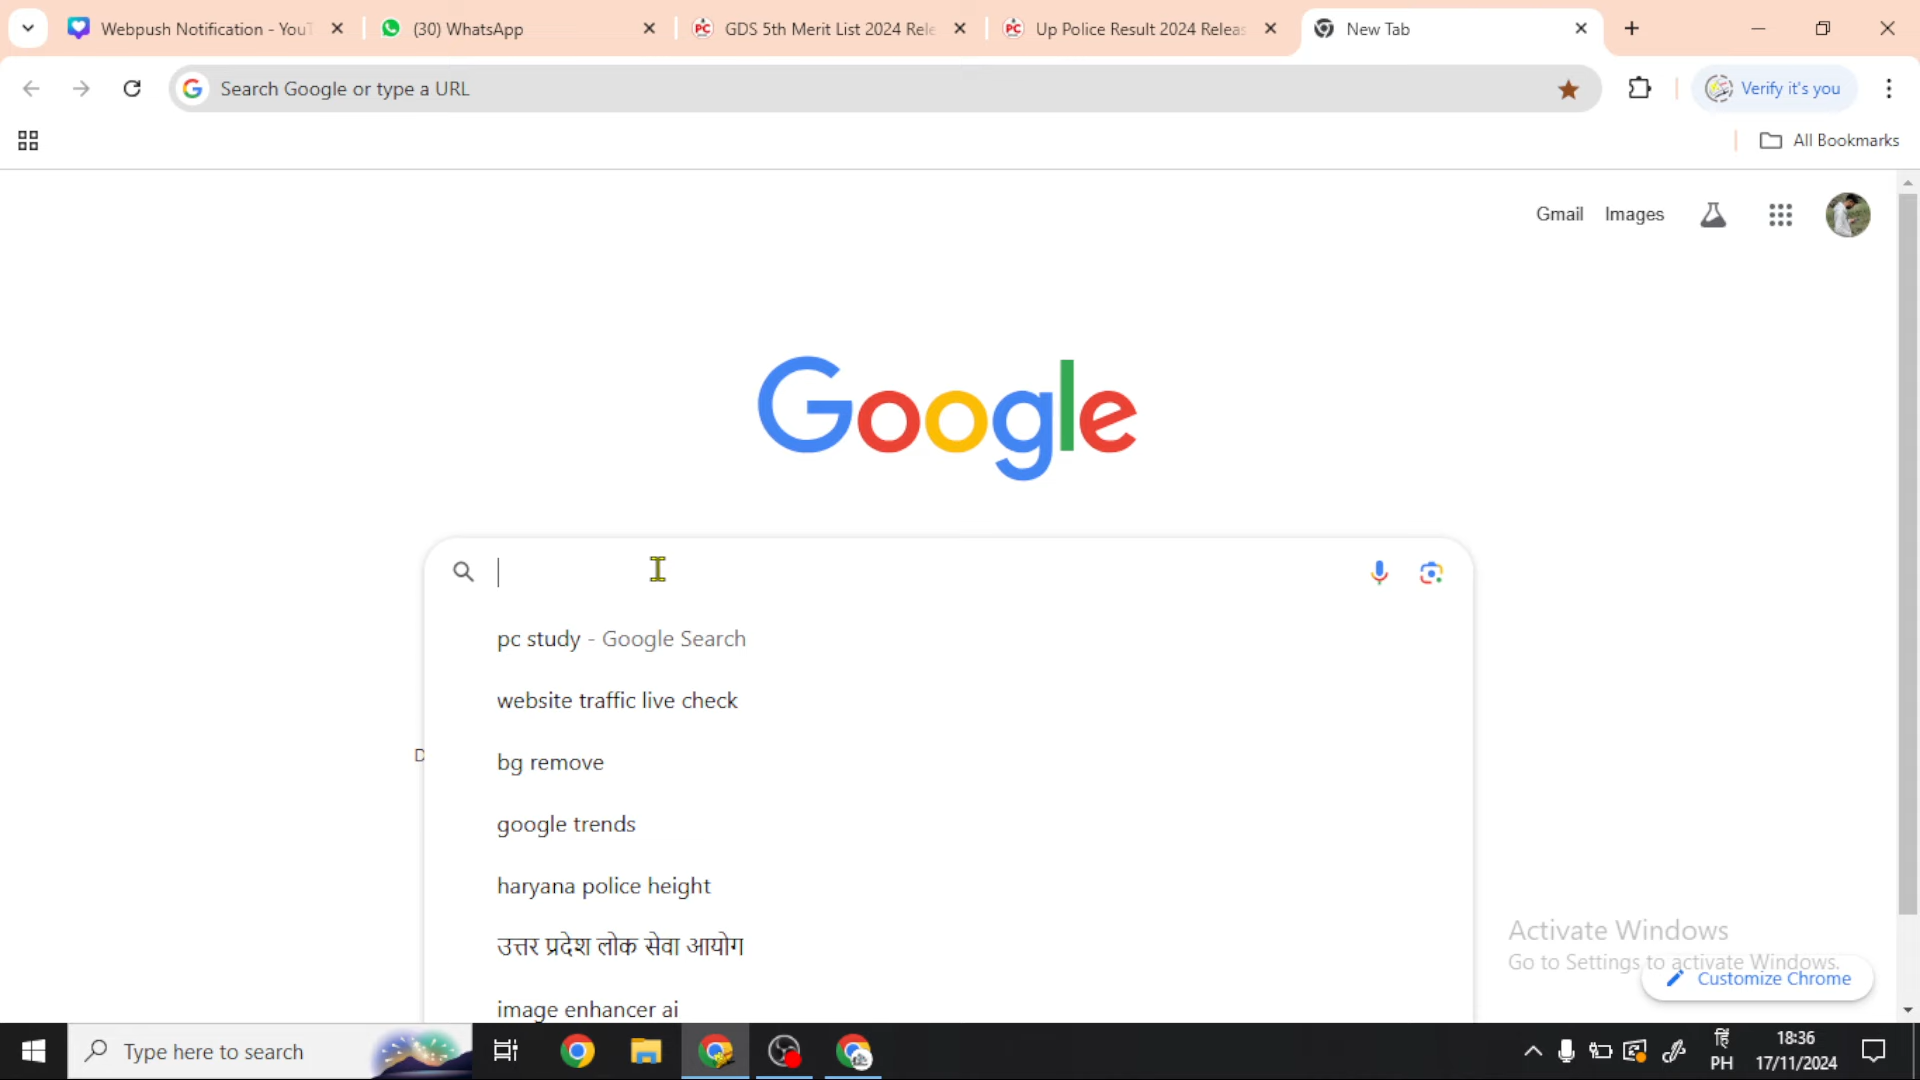 Webpush Notification - You
(30) WhatsApp
GDS 5th Merit List 2024 Rele
Up Police Result 2024 Releas
New Tab
Search Google or type a URL
Verify it's you
All Bookmarks
Gmail
Images
Google
pc study - Google Search
website traffic live check
D
bg remove
google trends
haryana police height
उत्तर प्रदेश लोक सेवा आयोग
image enhancer ai
Activate Windows
Go to Settings to activate Windows.
Customize Chrome
Type here to search
हिं
PH
18:36
17/11/2024